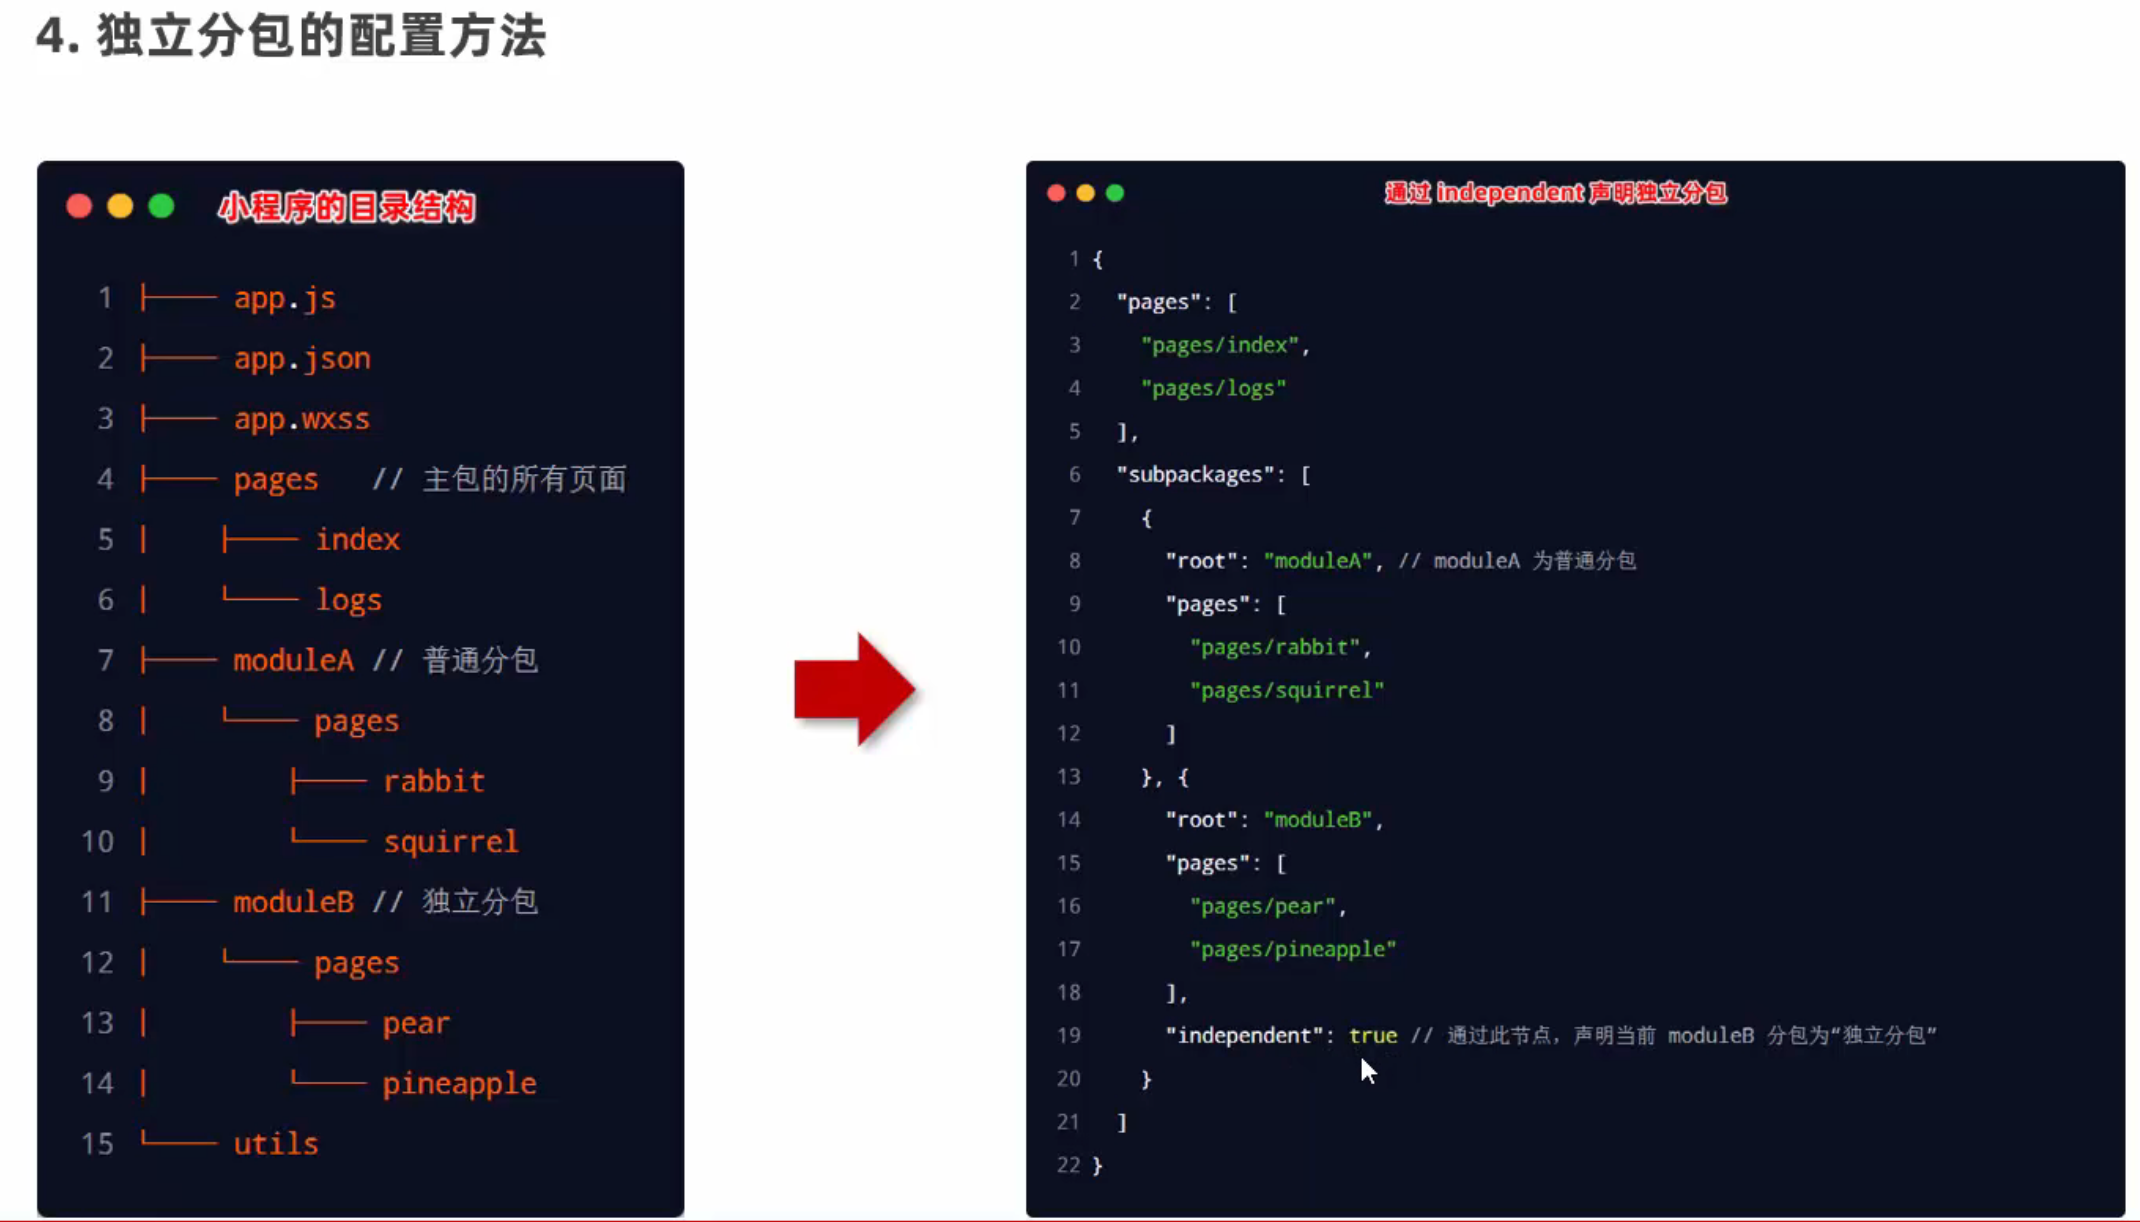 4. 独立分包的配置方法
小程序的目录结构
1 ├── app.js
2 ├── app.json
3 ├── app.wxss
4 ├── pages // 主包的所有页面
5 │ ├── index
6 │ └── logs
7 ├── moduleA // 普通分包
8 │ └── pages
9 │ ├── rabbit
10 │ └── squirrel
11 ├── moduleB // 独立分包
12 │ └── pages
13 │ ├── pear
14 │ └── pineapple
15 └── utils
通过 independent 声明独立分包
1 {
2 "pages": [
3 "pages/index",
4 "pages/logs"
5 ],
6 "subpackages": [
7 {
8 "root": "moduleA", // moduleA 为普通分包
9 "pages": [
10 "pages/rabbit",
11 "pages/squirrel"
12 ]
13 }, {
14 "root": "moduleB",
15 "pages": [
16 "pages/pear",
17 "pages/pineapple"
18 ],
19 "independent": true // 通过此节点，声明当前 moduleB 分包为“独立分包”
20 }
21 ]
22 }